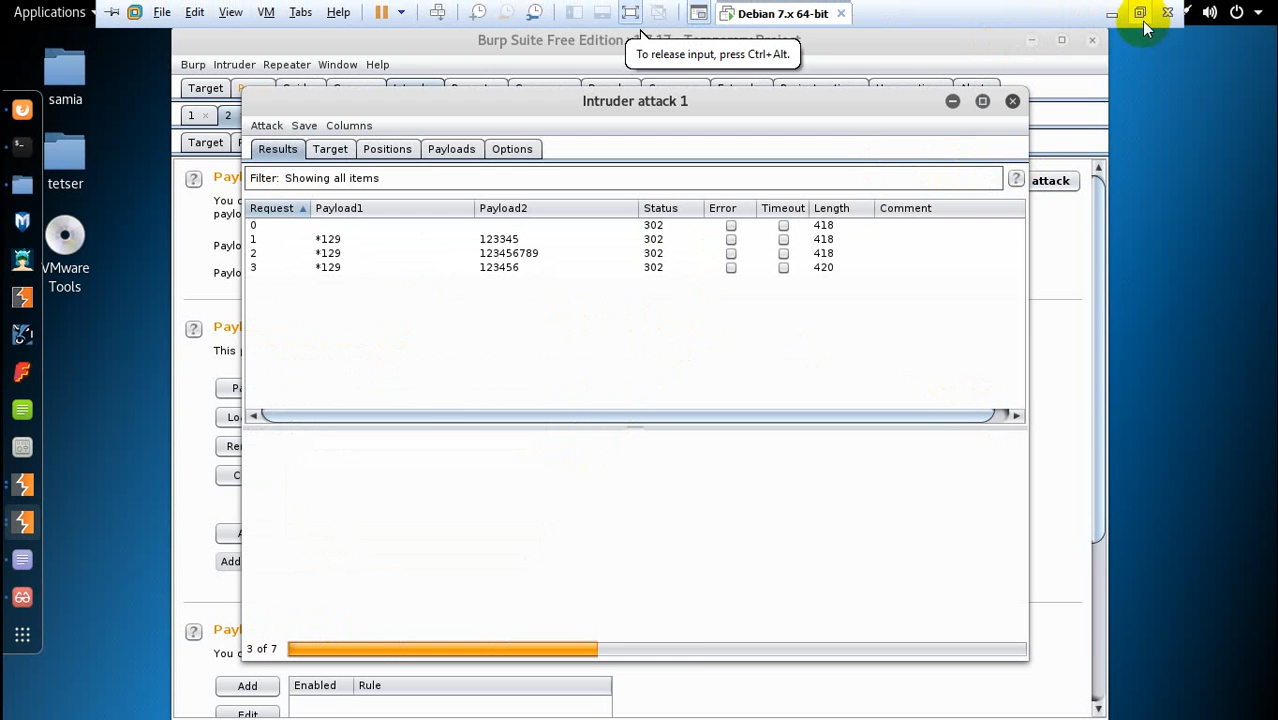 Applications File Edit View VM Tabs Help Debian 7.x 64-bit
Burp Suite Free Edition
To release input, press Ctrl+Alt.
Burp Intruder Repeater Window Help
samia
Target
Intruder attack 1
1 2
Attack Save Columns
Target
Results Target Positions Payloads Options
tetser
Filter: Showing all items
attack
You c
Request Payload1 Payload2 Status Error Timeout Length Comment
0 302 418
1 *129 123345 302 418
2 *129 123456789 302 418
3 *129 123456 302 420
VMware
Tools
This
Add
3 of 7
You c
Add Enabled Rule
Edit